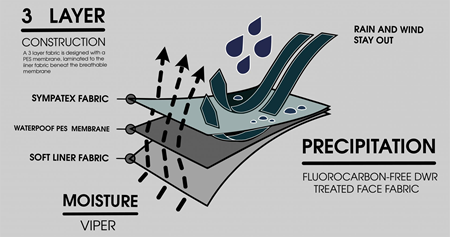 3 LAYER
CONSTRUCTION
A 3 layer fabric is designed with a
PES membrane, laminated to the
liner fabric beneat the breathable
membrane
RAIN AND WIND
STAY OUT
SYMPATEX FABRIC
WATERPOOF PES MEMBRANE
SOFT LINER FABRIC
PRECIPITATION
FLUOROCARBON-FREE DWR
TREATED FACE FABRIC
MOISTURE
VIPER